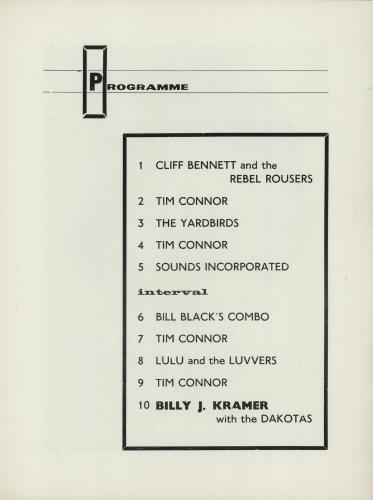 PROGRAMME
1 CLIFF BENNETT and the
REBEL ROUSERS
2 TIM CONNOR
3 THE YARDBIRDS
4 TIM CONNOR
5 SOUNDS INCORPORATED
interval
6 BILL BLACK'S COMBO
7 TIM CONNOR
8 LULU and the LUVVERS
9 TIM CONNOR
10 BILLY J. KRAMER
with the DAKOTAS